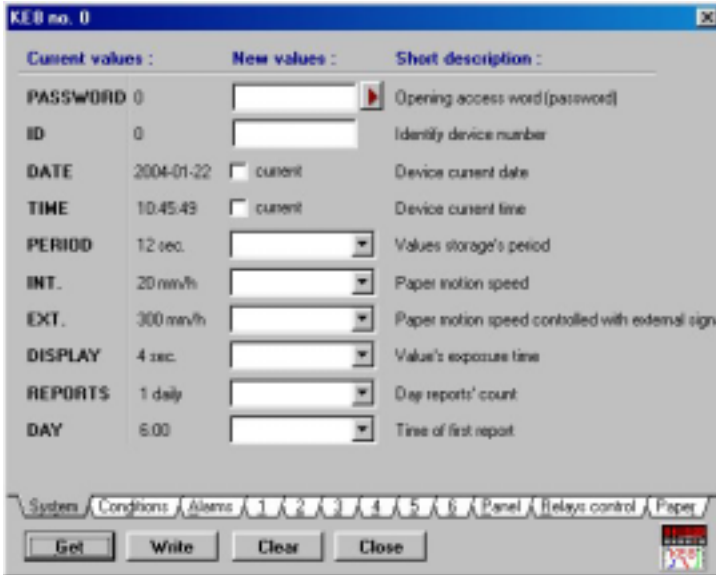 KE8 no. 0
Current values : New values : Short description :
PASSWORD 0 Opening access word (password)
ID 0 Identify device number
DATE 2004-01-22 current Device current date
TIME 10:45:49 current Device current time
PERIOD 12 sec. Values storage's period
INT. 20 mm/h Paper motion speed
EXT. 300 mm/h Paper motion speed controlled with external sign
DISPLAY 4 sec. Value's exposure time
REPORTS 1 daily Day reports' count
DAY 6.00 Time of first report
System Conditions Alarms 1 2 3 4 5 6 Panel Relays control Paper
Get Write Clear Close
KE8